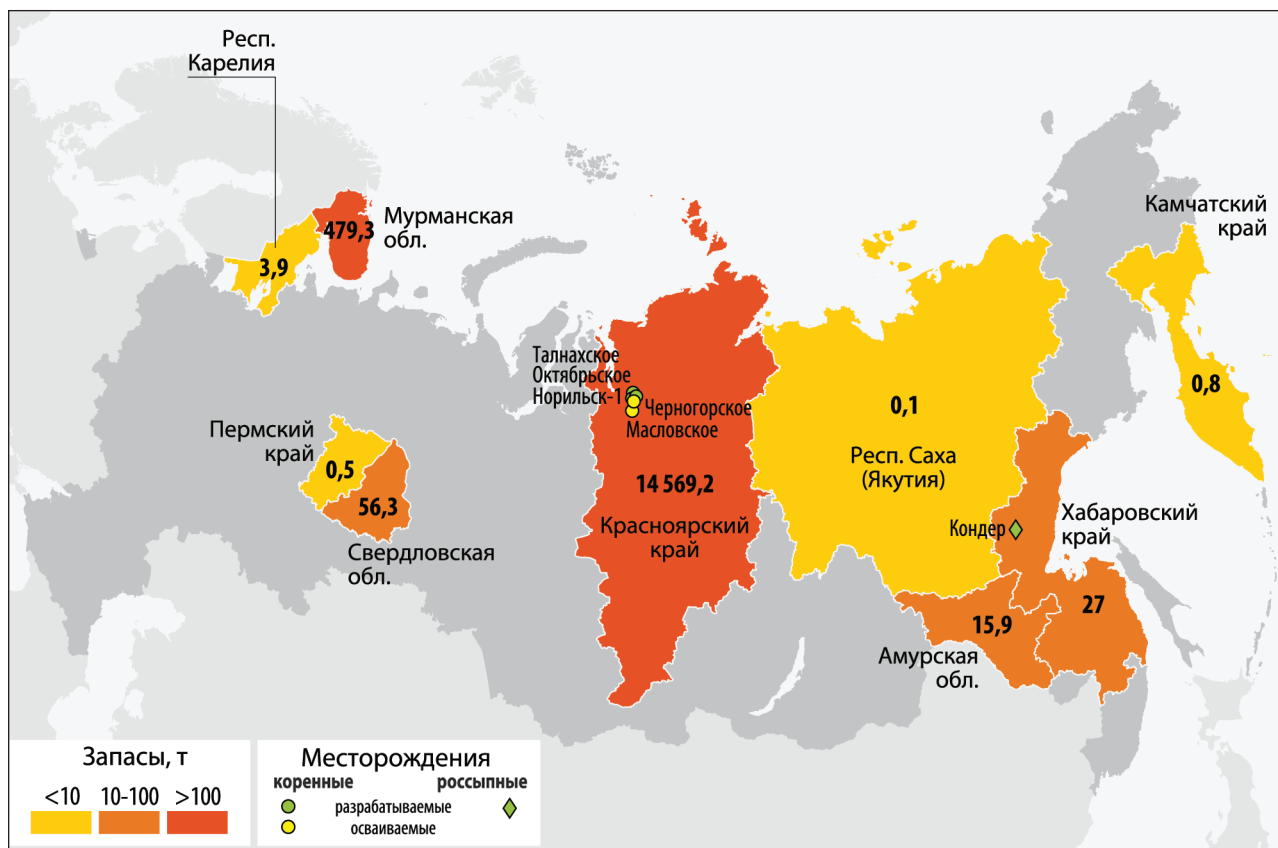 Респ.
Карелия
Мурманская
обл.
479,3
3,9
Камчатский
край
0,8
Талнахское
Октябрьское
Норильск-1
Черногорское
Масловское
14 569,2
Красноярский
край
0,1
Респ. Саха
(Якутия)
Пермский
край
0,5
56,3
Свердловская
обл.
Кондер
Хабаровский
край
27
15,9
Амурская
обл.
Запасы, т
<10 10-100 >100
Месторождения
коренные россыпные
разрабатываемые
осваиваемые